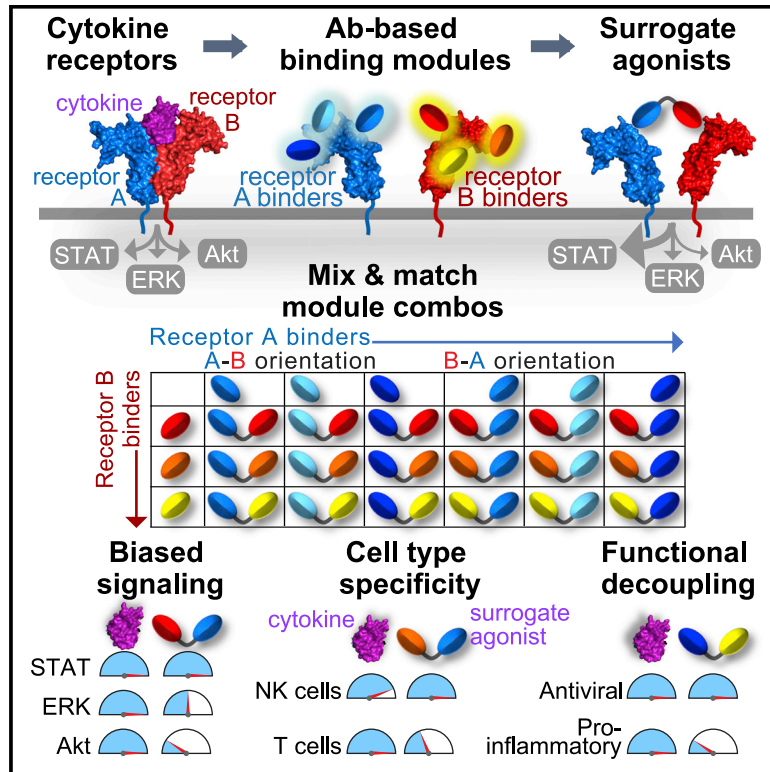 Cytokine
receptors
Ab-based
binding modules
Surrogate
agonists
cytokine
receptor
B
receptor
A
receptor
A binders
receptor
B binders
STAT
ERK
Akt
STAT
ERK
Akt
Mix & match
module combos
Receptor A binders
A-B orientation
B-A orientation
Receptor B
binders
Biased
signaling
STAT
ERK
Akt
Cell type
specificity
cytokine
surrogate
agonist
NK cells
T cells
Functional
decoupling
Antiviral
Pro-
inflammatory